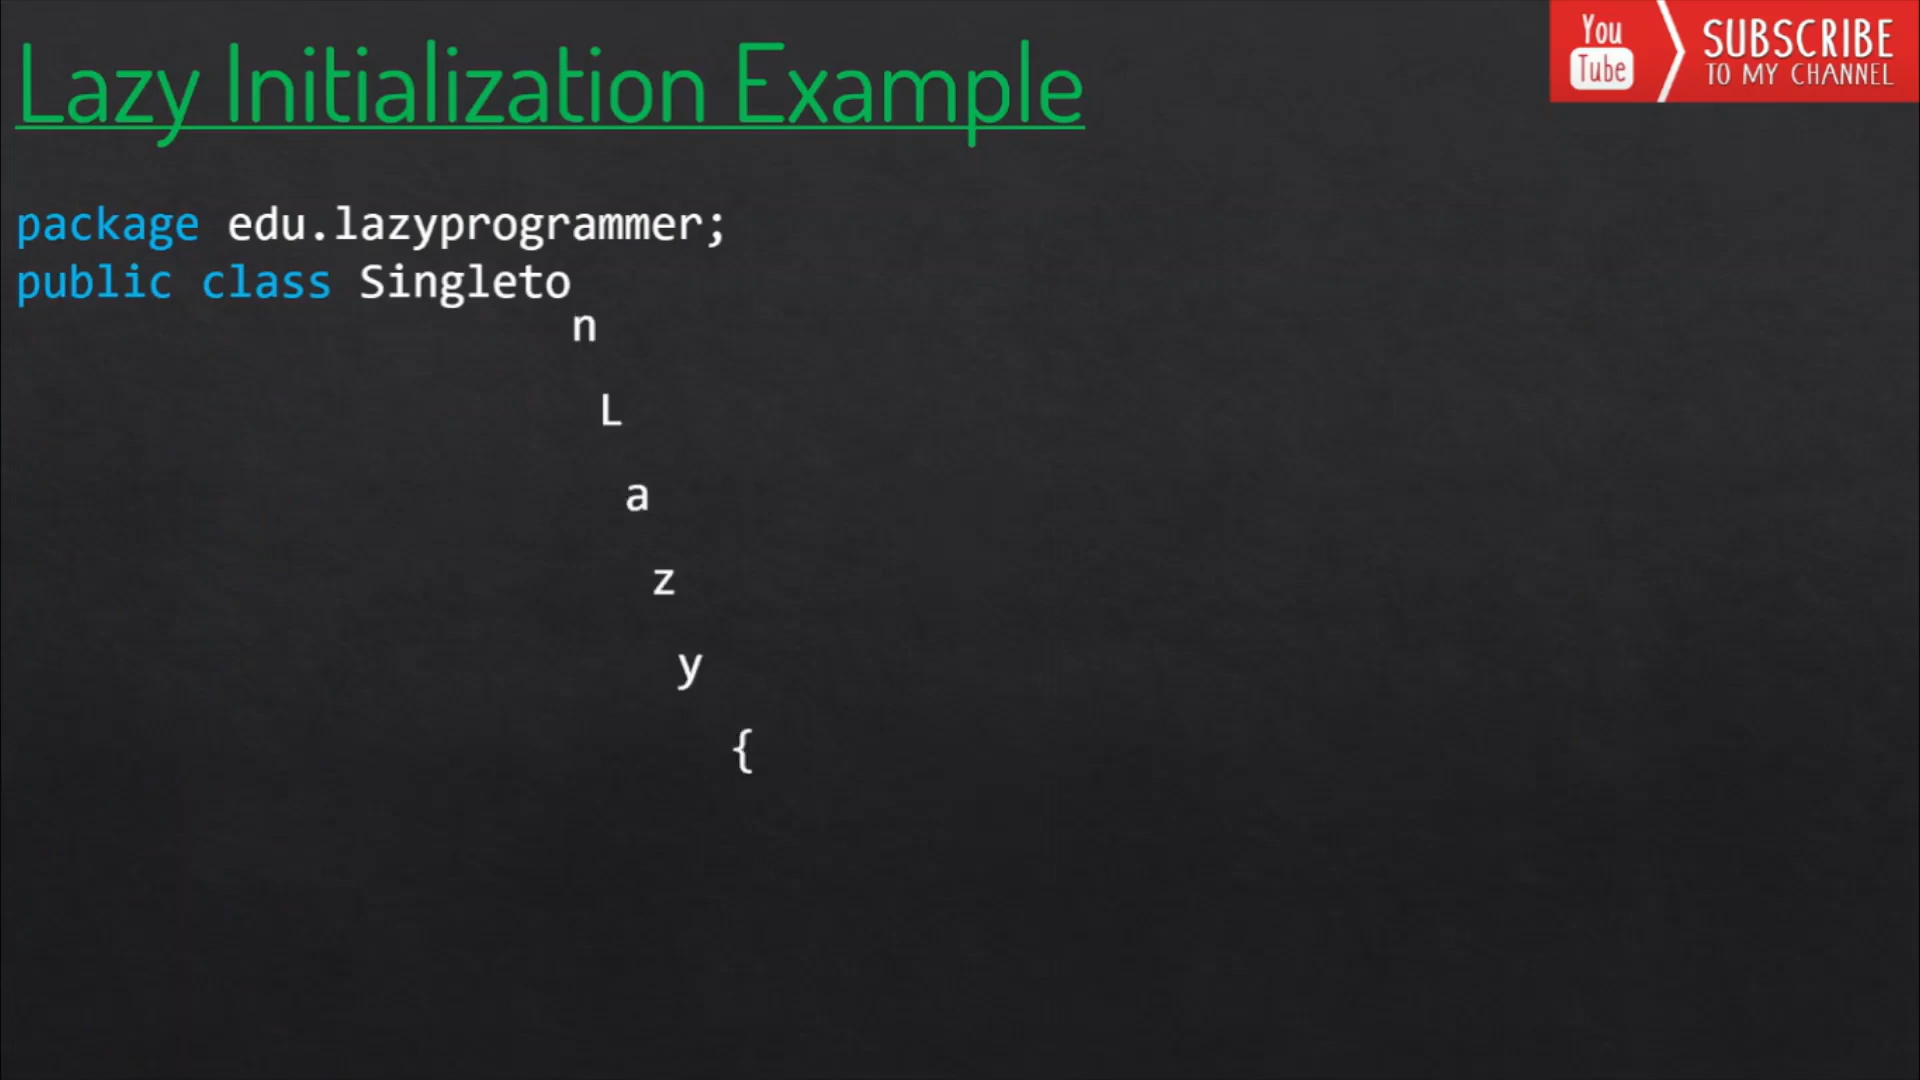 Lazy Initialization Example
You
Tube
SUBSCRIBE
TO MY CHANNEL
package edu.lazyprogrammer;
public class Singleto
n
L
a
z
y
{